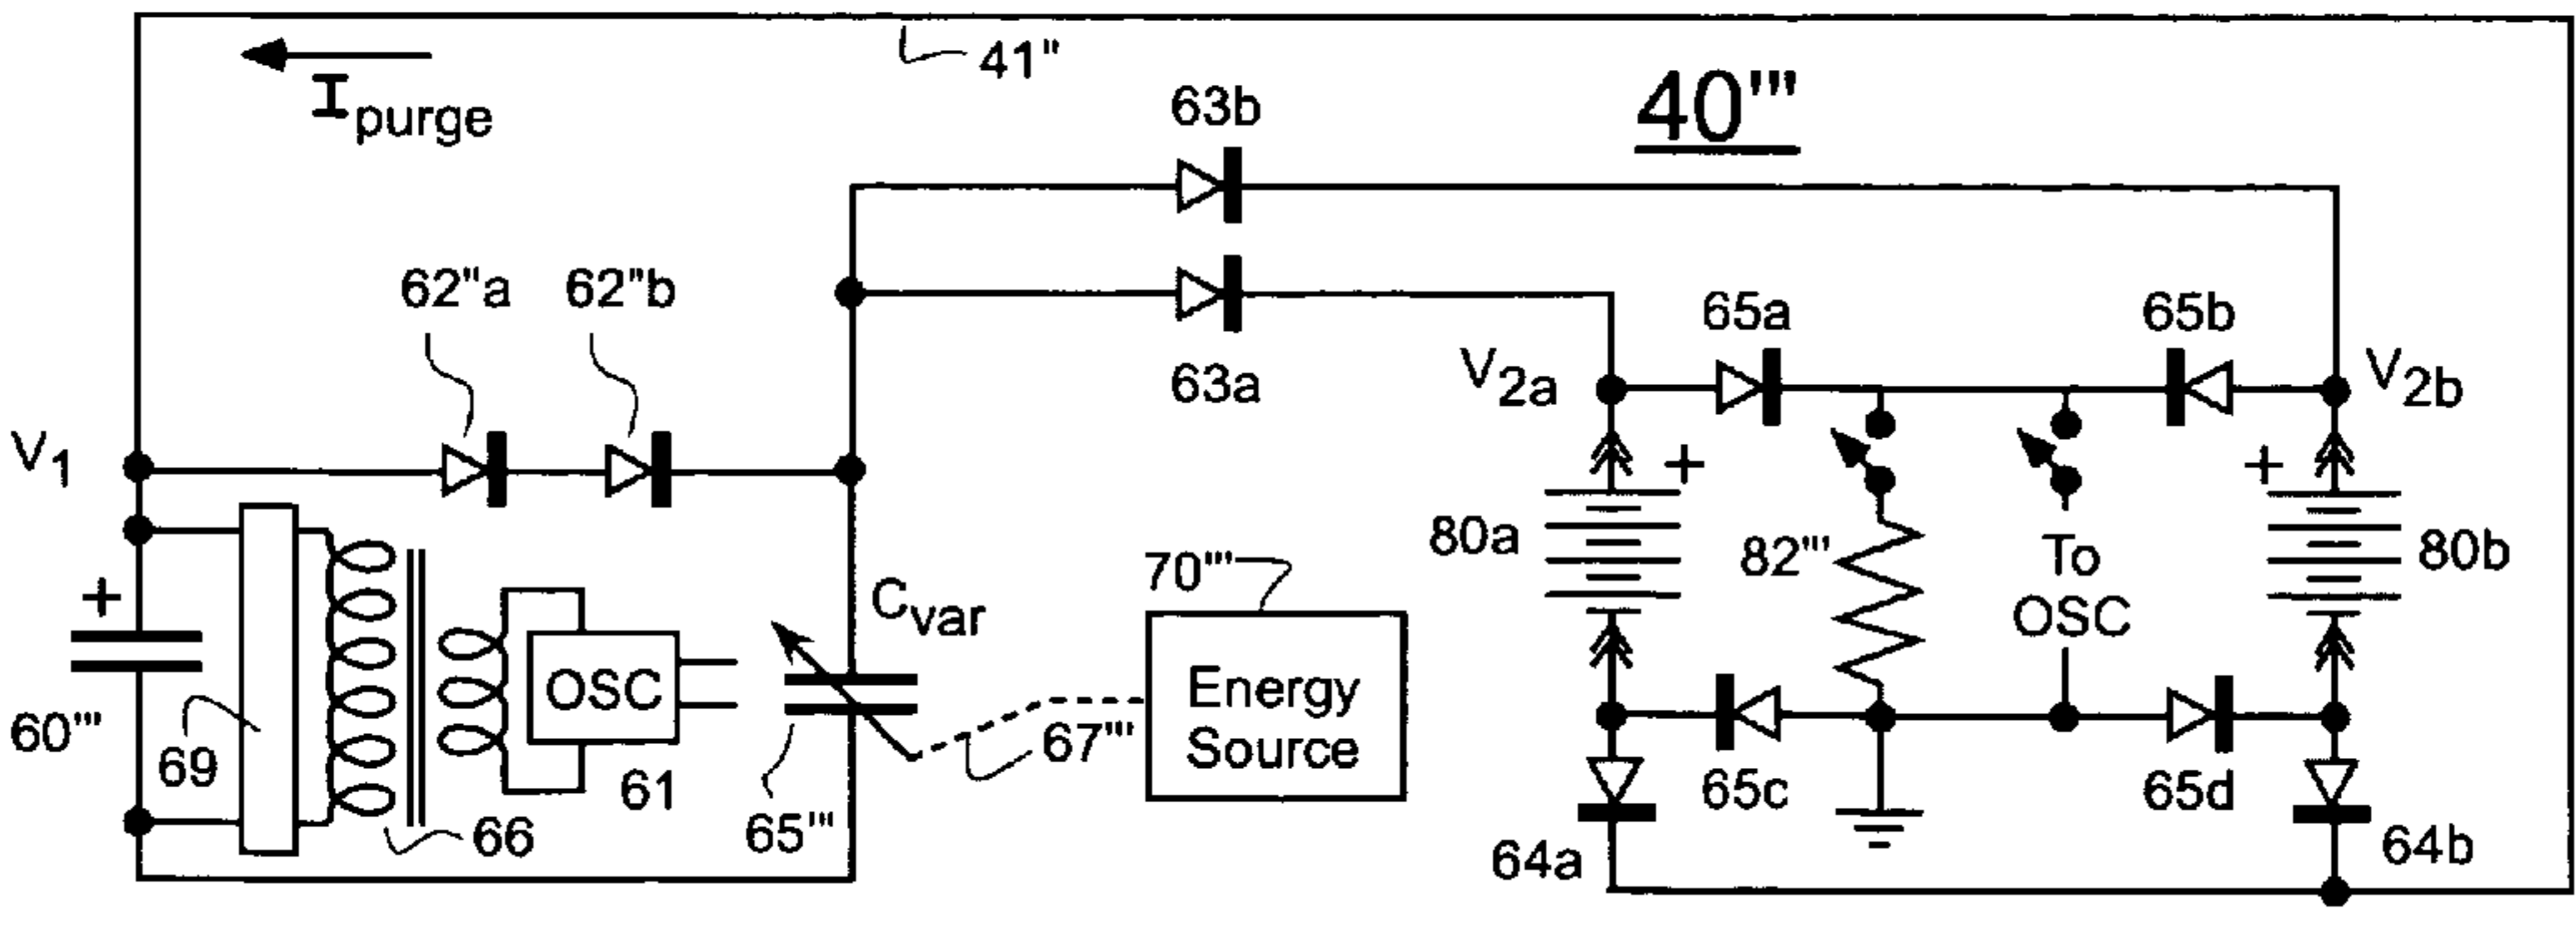 41"
I purge
63b
40'''
62"a
62"b
65a
65b
63a
V2a
V2b
V1
+
+
80a
82'''
To
OSC
80b
+
Cvar
70'''
Energy
Source
OSC
60'''
69
61
67'''
65c
65d
66
65'''
64a
64b